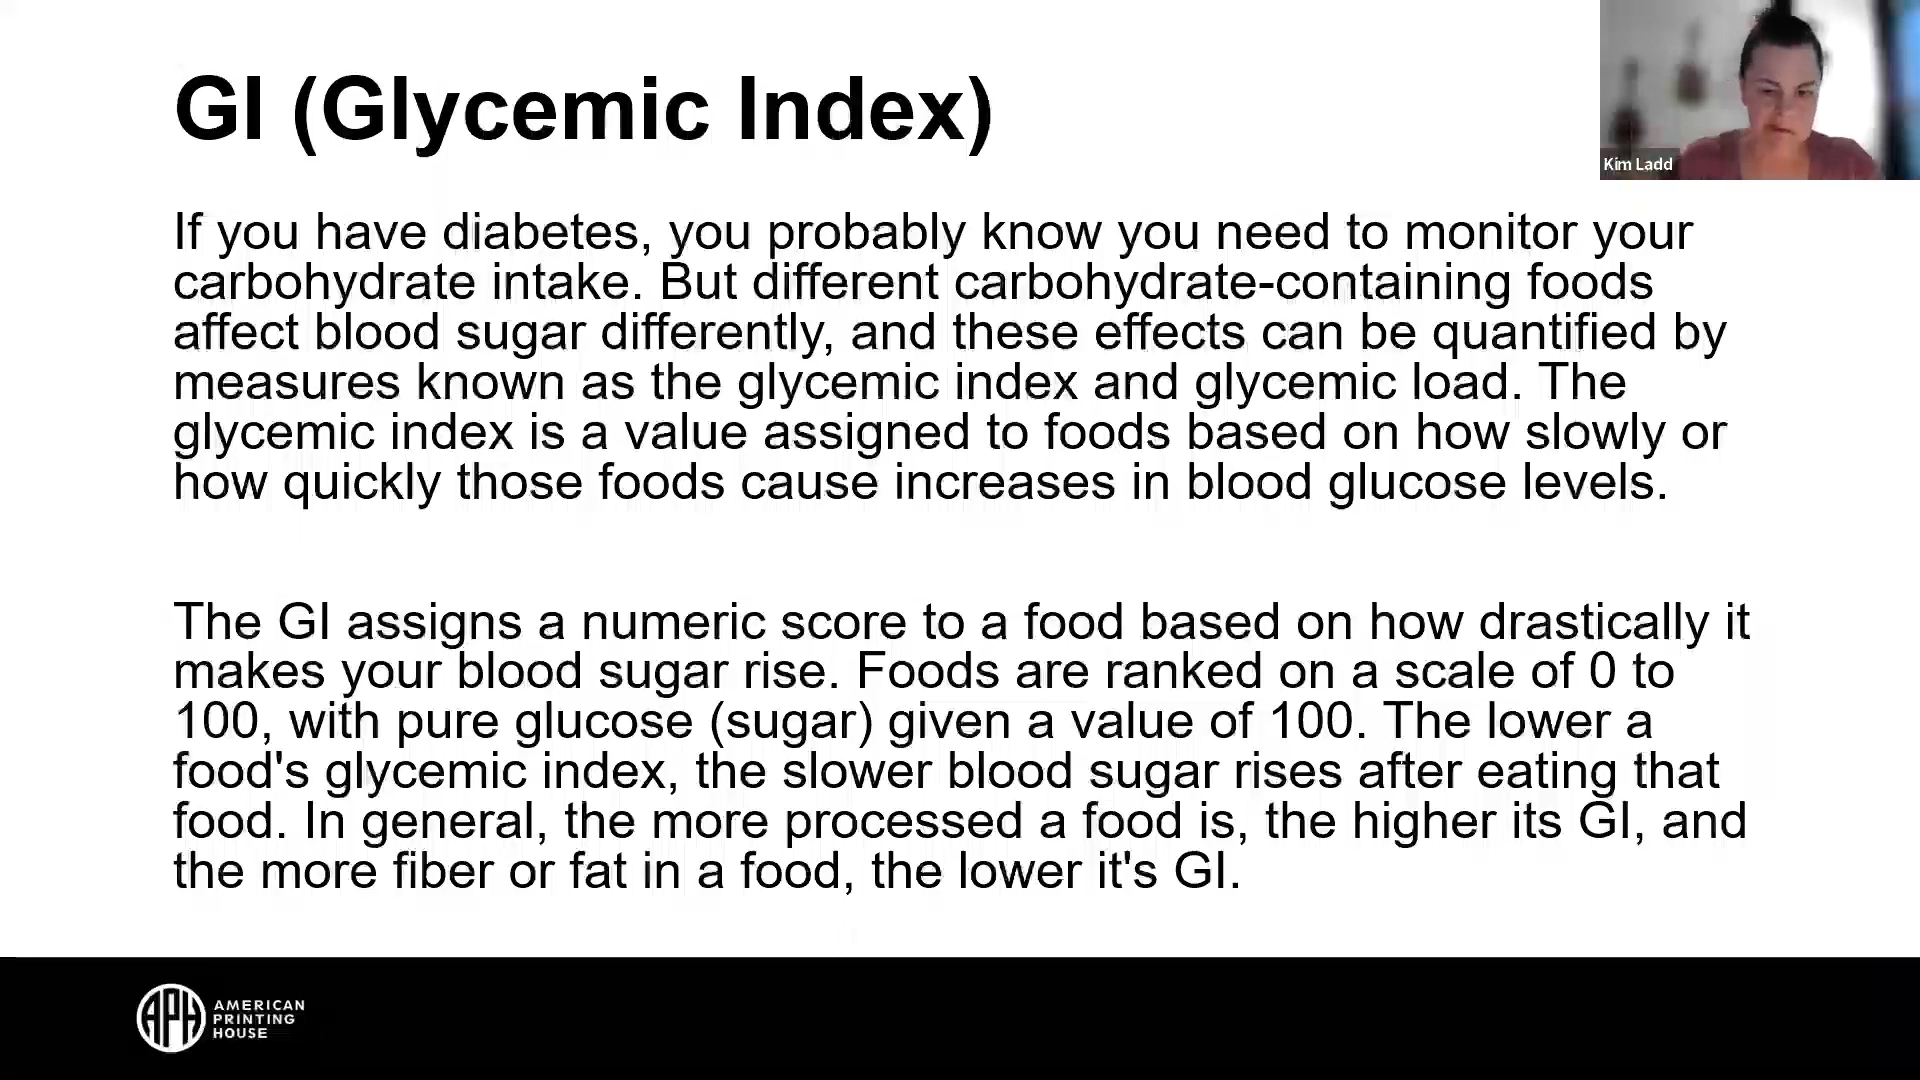 GI (Glycemic Index)
Kim Ladd
If you have diabetes, you probably know you need to monitor your
carbohydrate intake. But different carbohydrate-containing foods
affect blood sugar differently, and these effects can be quantified by
measures known as the glycemic index and glycemic load. The
glycemic index is a value assigned to foods based on how slowly or
how quickly those foods cause increases in blood glucose levels.
The GI assigns a numeric score to a food based on how drastically it
makes your blood sugar rise. Foods are ranked on a scale of 0 to
100, with pure glucose (sugar) given a value of 100. The lower a
food's glycemic index, the slower blood sugar rises after eating that
food. In general, the more processed a food is, the higher its GI, and
the more fiber or fat in a food, the lower it's GI.
APH
AMERICAN
PRINTING
HOUSE